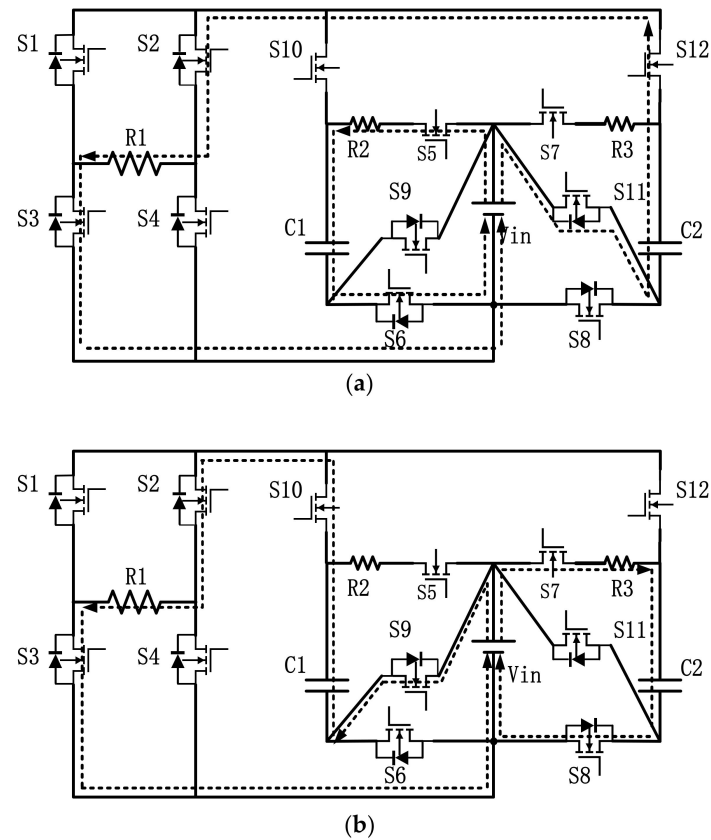 S1 S2 S10 S12
R1 R2 S5 S7 R3
S3 S4 S9 S11
C1 Vin C2
S6 S8
(a)
S1 S2 S10 S12
R1 R2 S5 S7 R3
S3 S4 S9 S11
C1 Vin C2
S6 S8
(b)